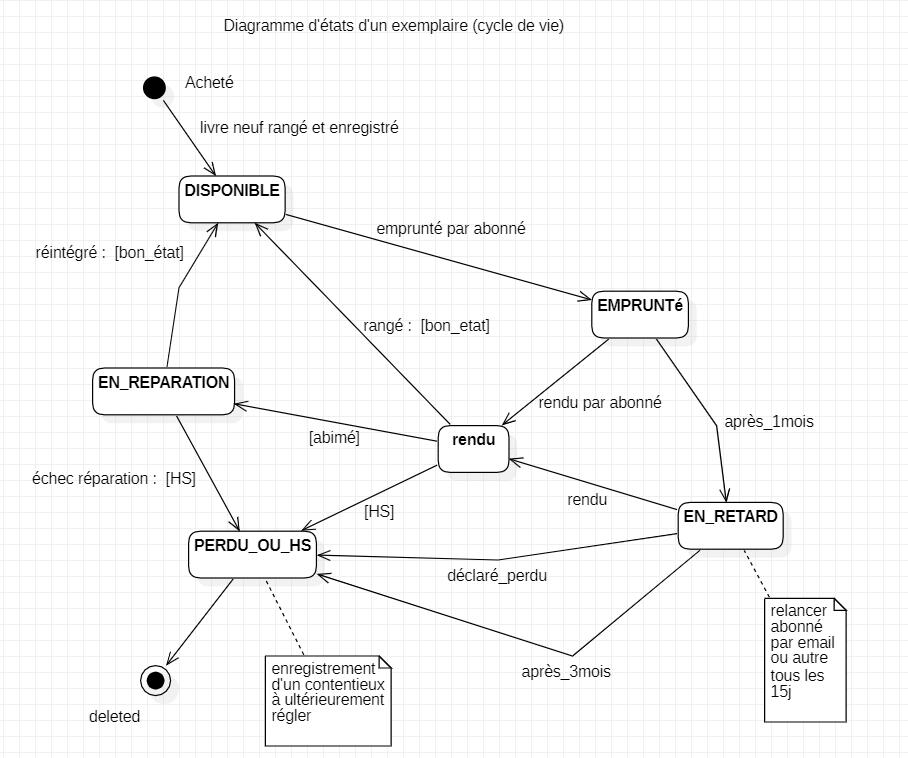 Diagramme d'états d'un exemplaire (cycle de vie)
Acheté
livre neuf rangé et enregistré
DISPONIBLE
emprunté par abonné
réintégré :  [bon_état]
EMPRUNTé
rangé :  [bon_etat]
EN_REPARATION
rendu par abonné
après_1mois
[abimé]
rendu
échec réparation :  [HS]
rendu
[HS]
EN_RETARD
PERDU_OU_HS
déclaré_perdu
relancer
abonné
par email
ou autre
tous les
15j
après_3mois
enregistrement
d'un contentieux
à ultérieurement
régler
deleted